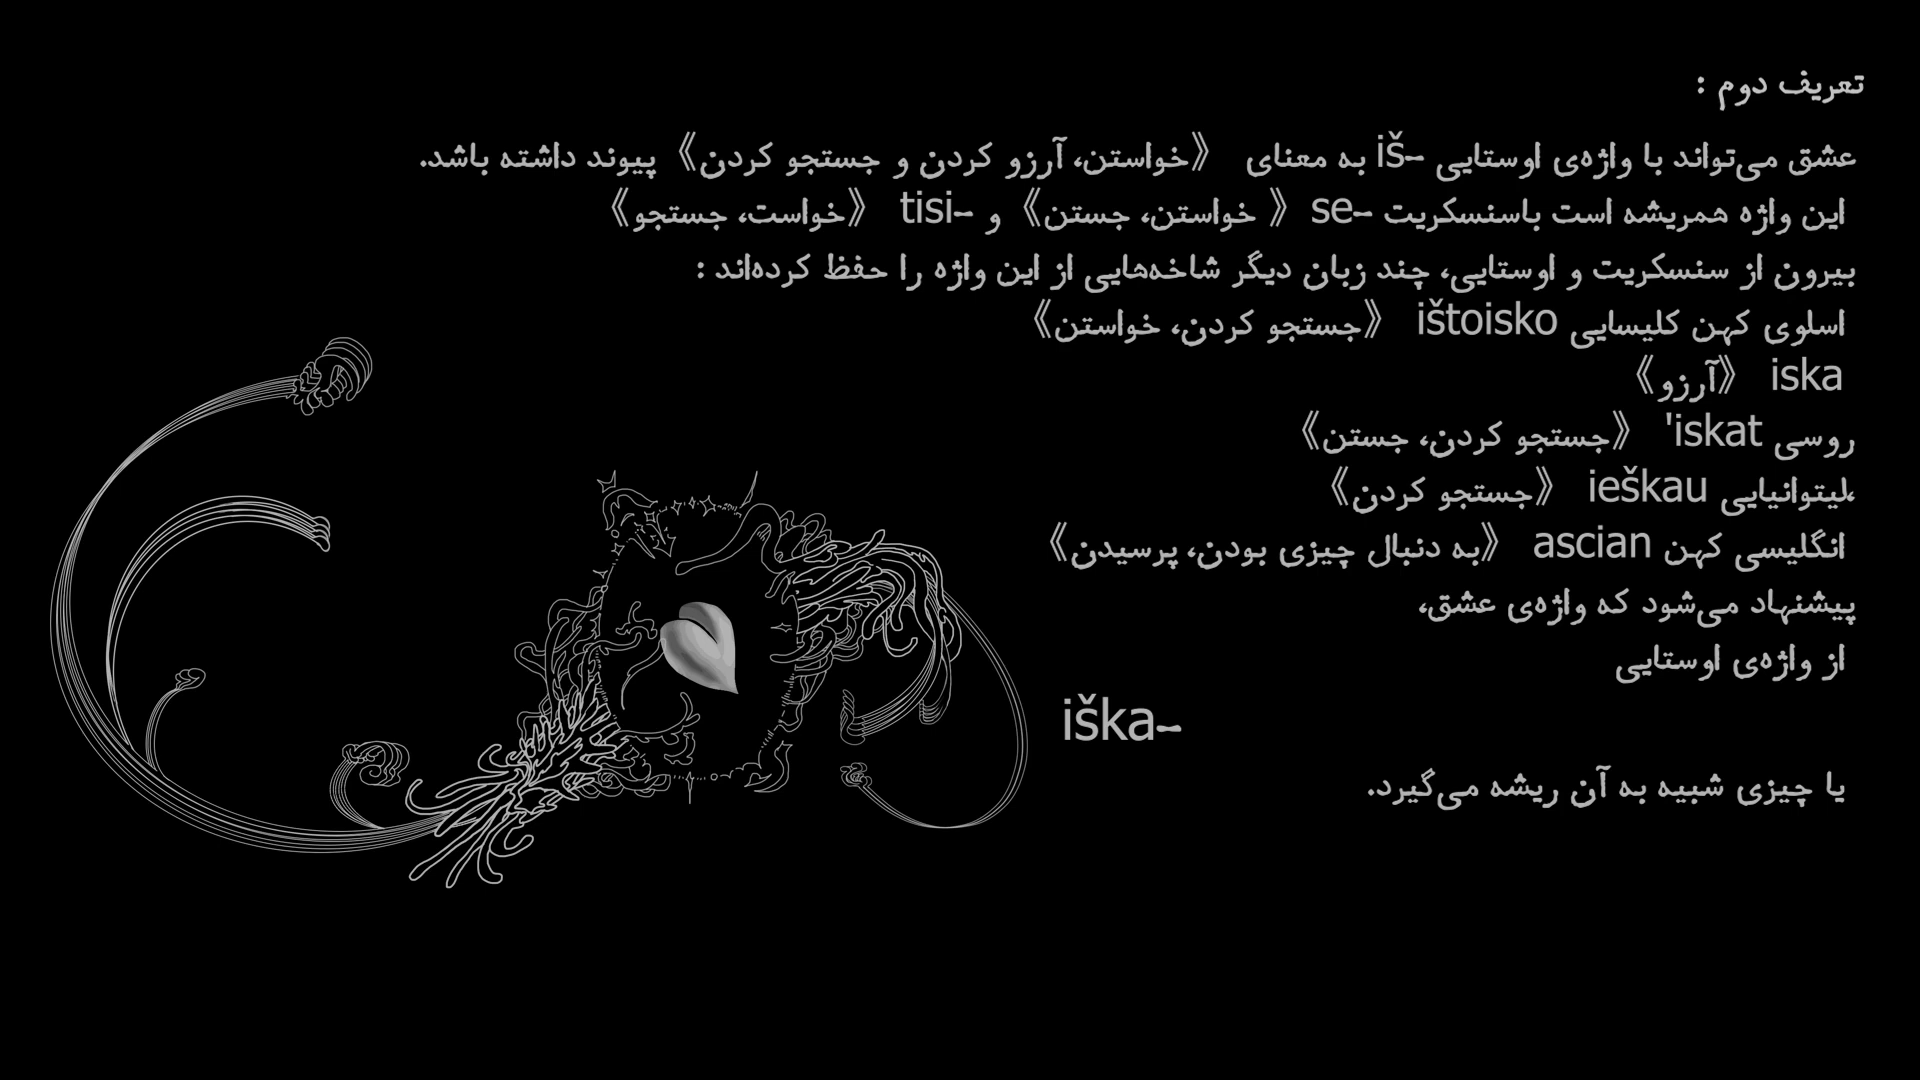 تعریف دوم :
عشق می‌تواند با واژه‌ی اوستایی iš- به معنای 《خواستن، آرزو کردن و جستجو کردن》 پیوند داشته باشد.
این واژه همریشه است باسنسکریت se- 《 خواستن، جستن》 و tisi- 《خواست، جستجو》
بیرون از سنسکریت و اوستایی، چند زبان دیگر شاخه‌هایی از این واژه را حفظ کرده‌اند :
اسلوی کهن کلیسایی ištoisko 《جستجو کردن، خواستن》
iska 《آرزو》
روسی iskat' 《جستجو کردن، جستن》
لیتوانیایی ieškau 《جستجو کردن》
انگلیسی کهن ascian 《به دنبال چیزی بودن، پرسیدن》
پیشنهاد می‌شود که واژه‌ی عشق،
از واژه‌ی اوستایی
iška-
یا چیزی شبیه به آن ریشه می‌گیرد.